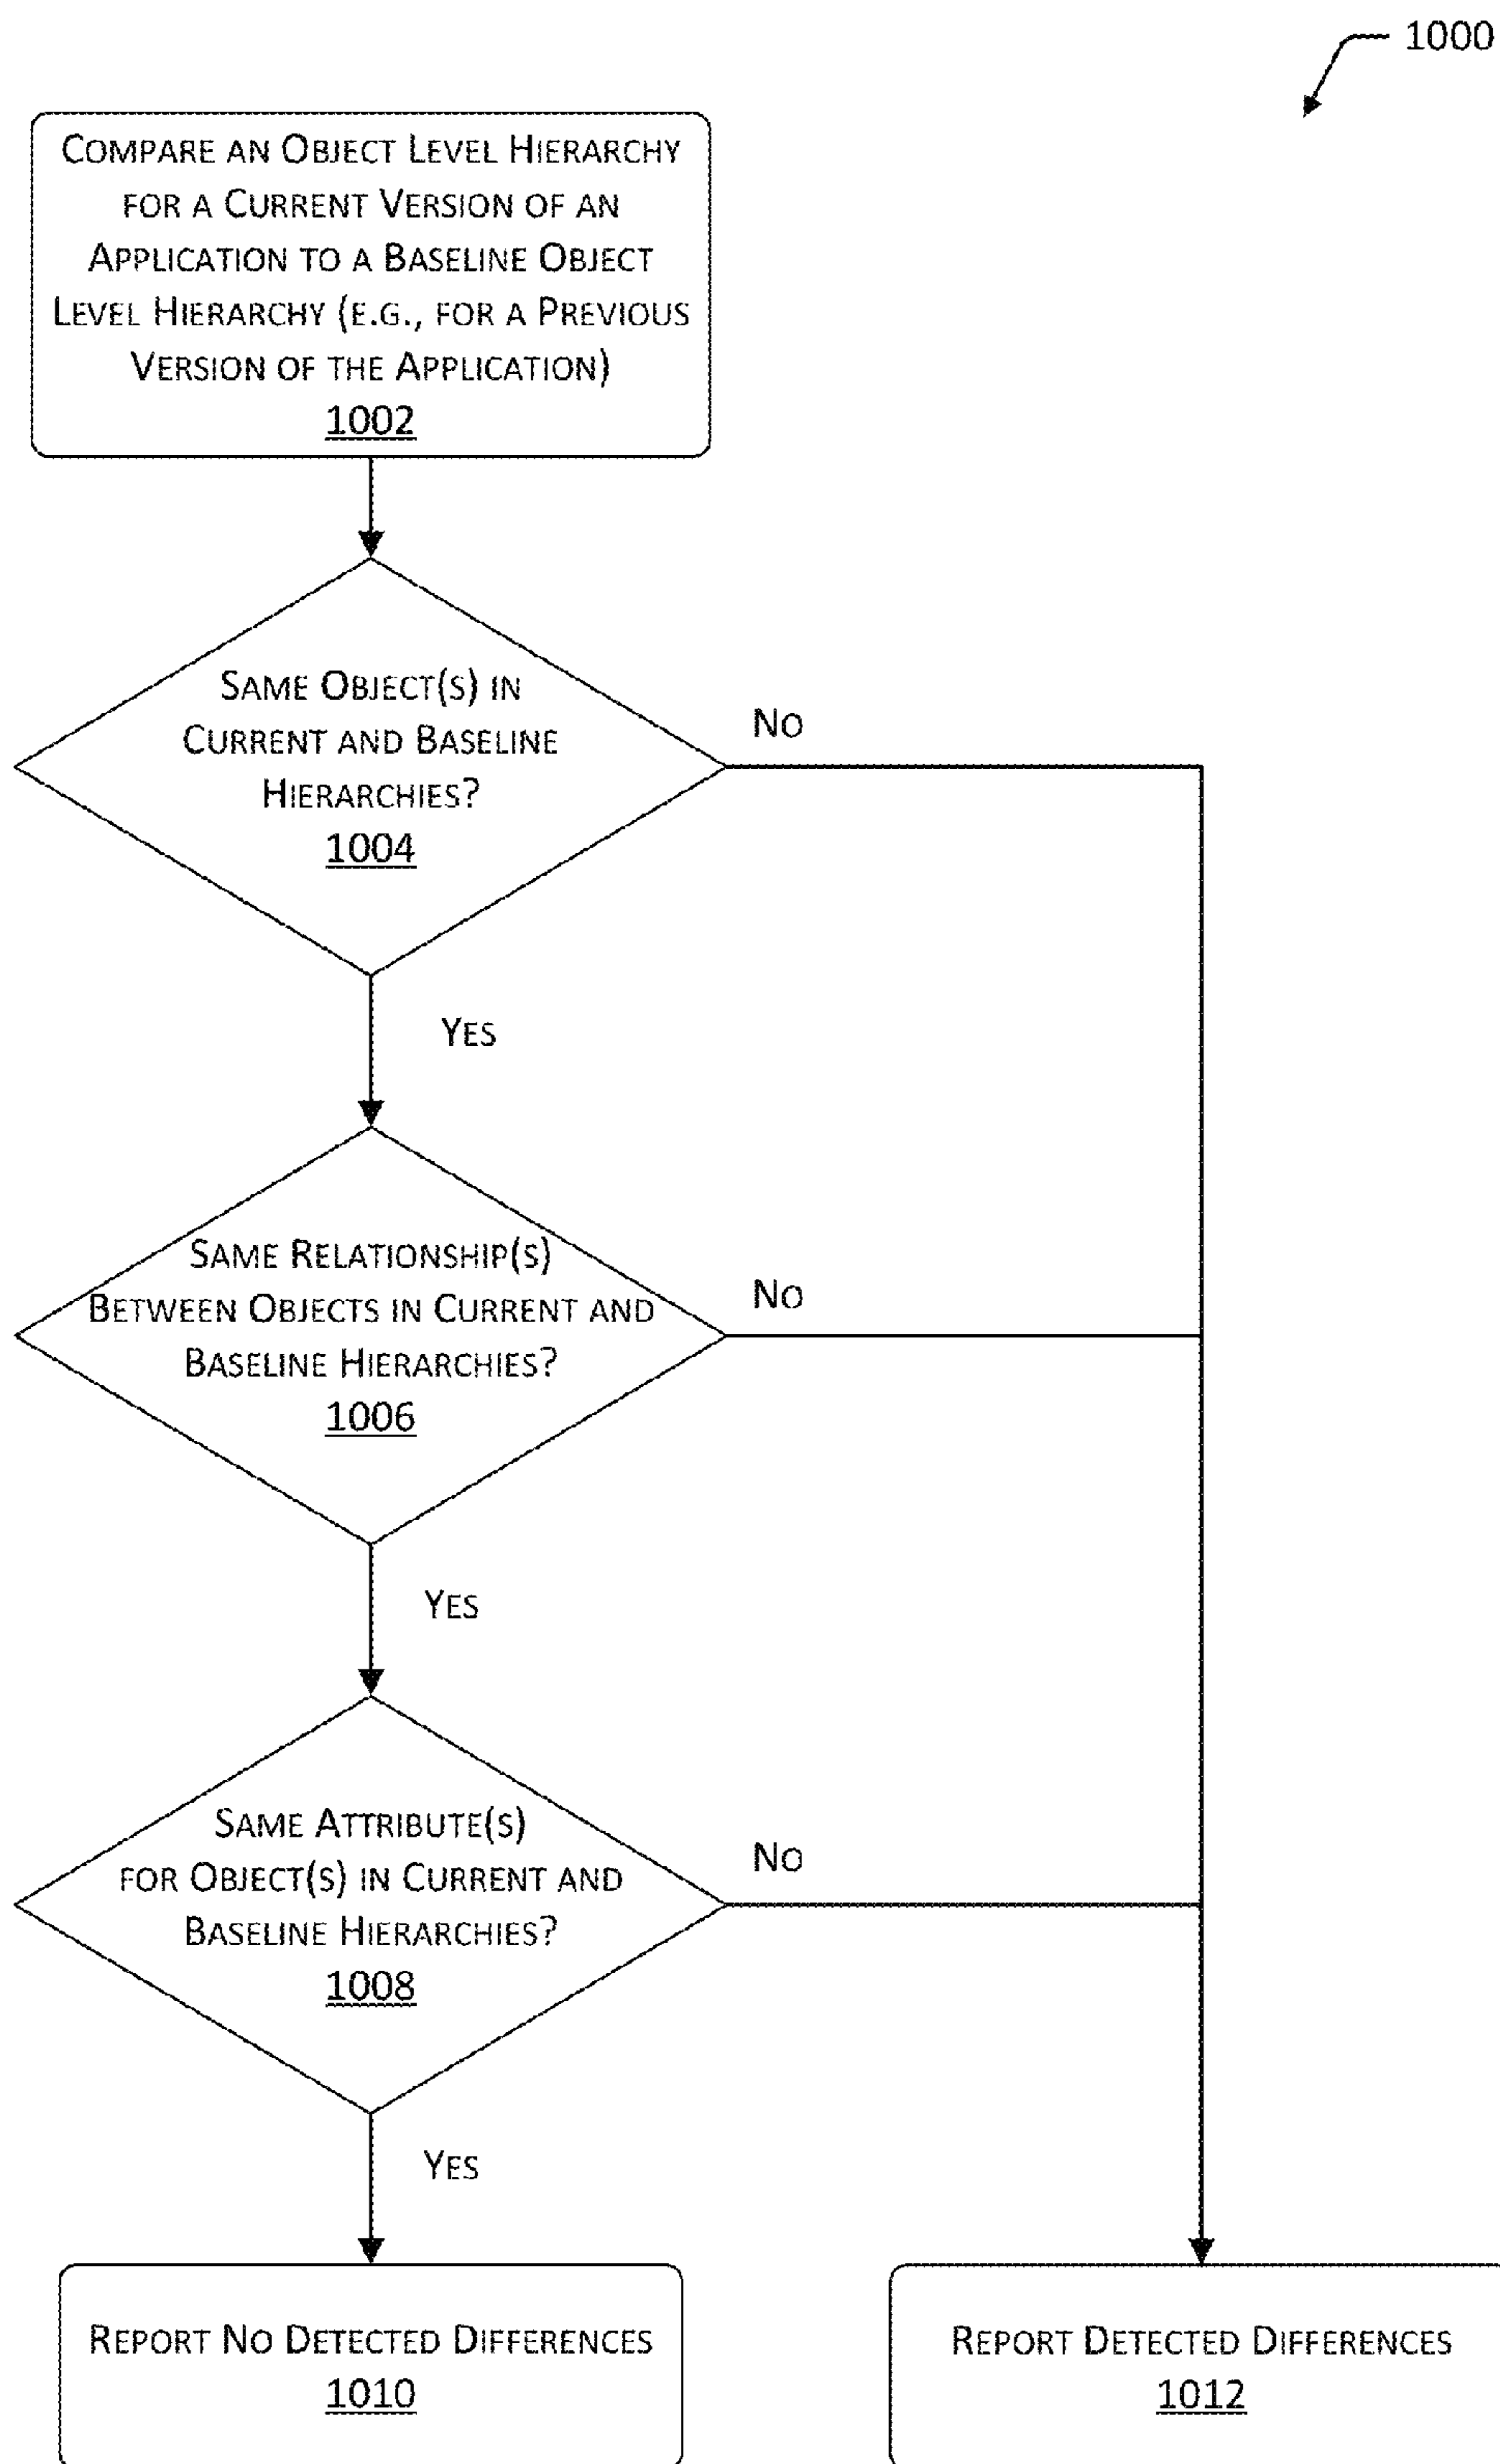 1000
COMPARE AN OBJECT LEVEL HIERARCHY
FOR A CURRENT VERSION OF AN
APPLICATION TO A BASELINE OBJECT
LEVEL HIERARCHY (E.G., FOR A PREVIOUS
VERSION OF THE APPLICATION)
1002
SAME OBJECT(S) IN
CURRENT AND BASELINE
HIERARCHIES?
1004
NO
YES
SAME RELATIONSHIP(S)
BETWEEN OBJECTS IN CURRENT AND
BASELINE HIERARCHIES?
1006
NO
YES
SAME ATTRIBUTE(S)
FOR OBJECT(S) IN CURRENT AND
BASELINE HIERARCHIES?
1008
NO
YES
REPORT NO DETECTED DIFFERENCES
1010
REPORT DETECTED DIFFERENCES
1012